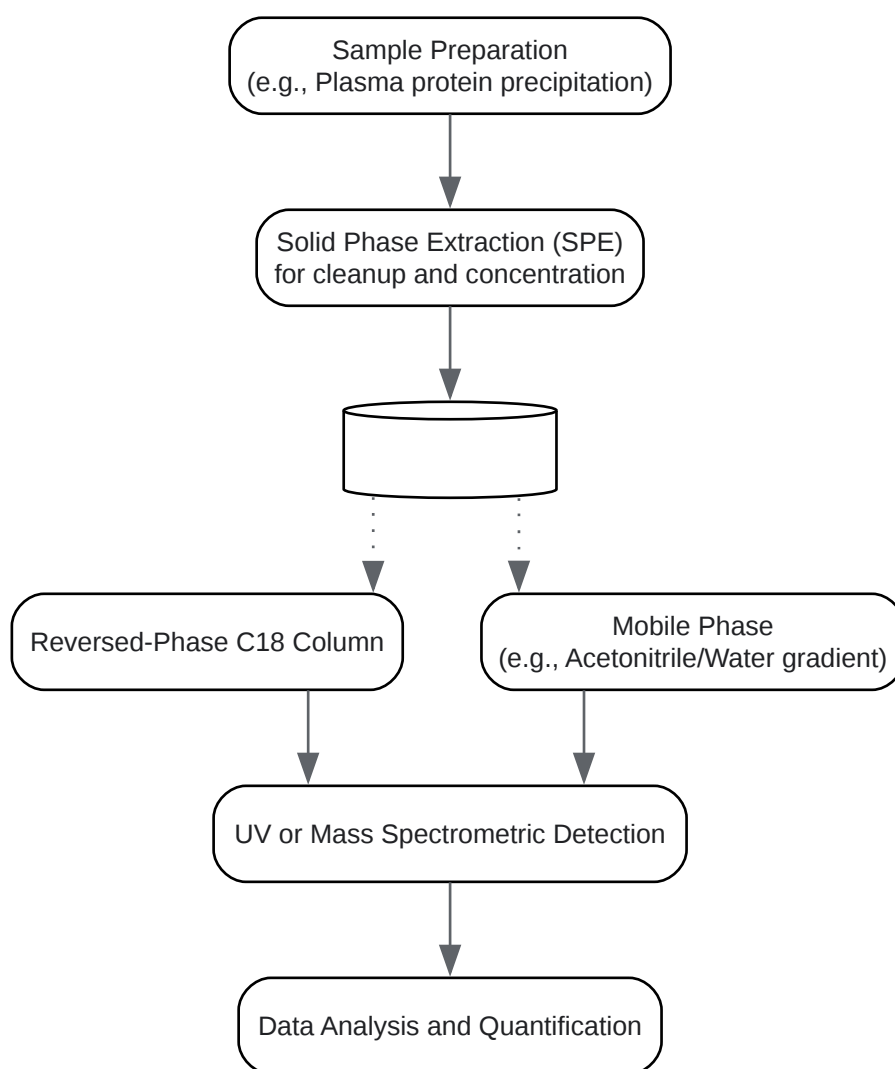 Sample Preparation
(e.g., Plasma protein precipitation)
Solid Phase Extraction (SPE)
for cleanup and concentration
Reversed-Phase C18 Column
Mobile Phase
(e.g., Acetonitrile/Water gradient)
UV or Mass Spectrometric Detection
Data Analysis and Quantification